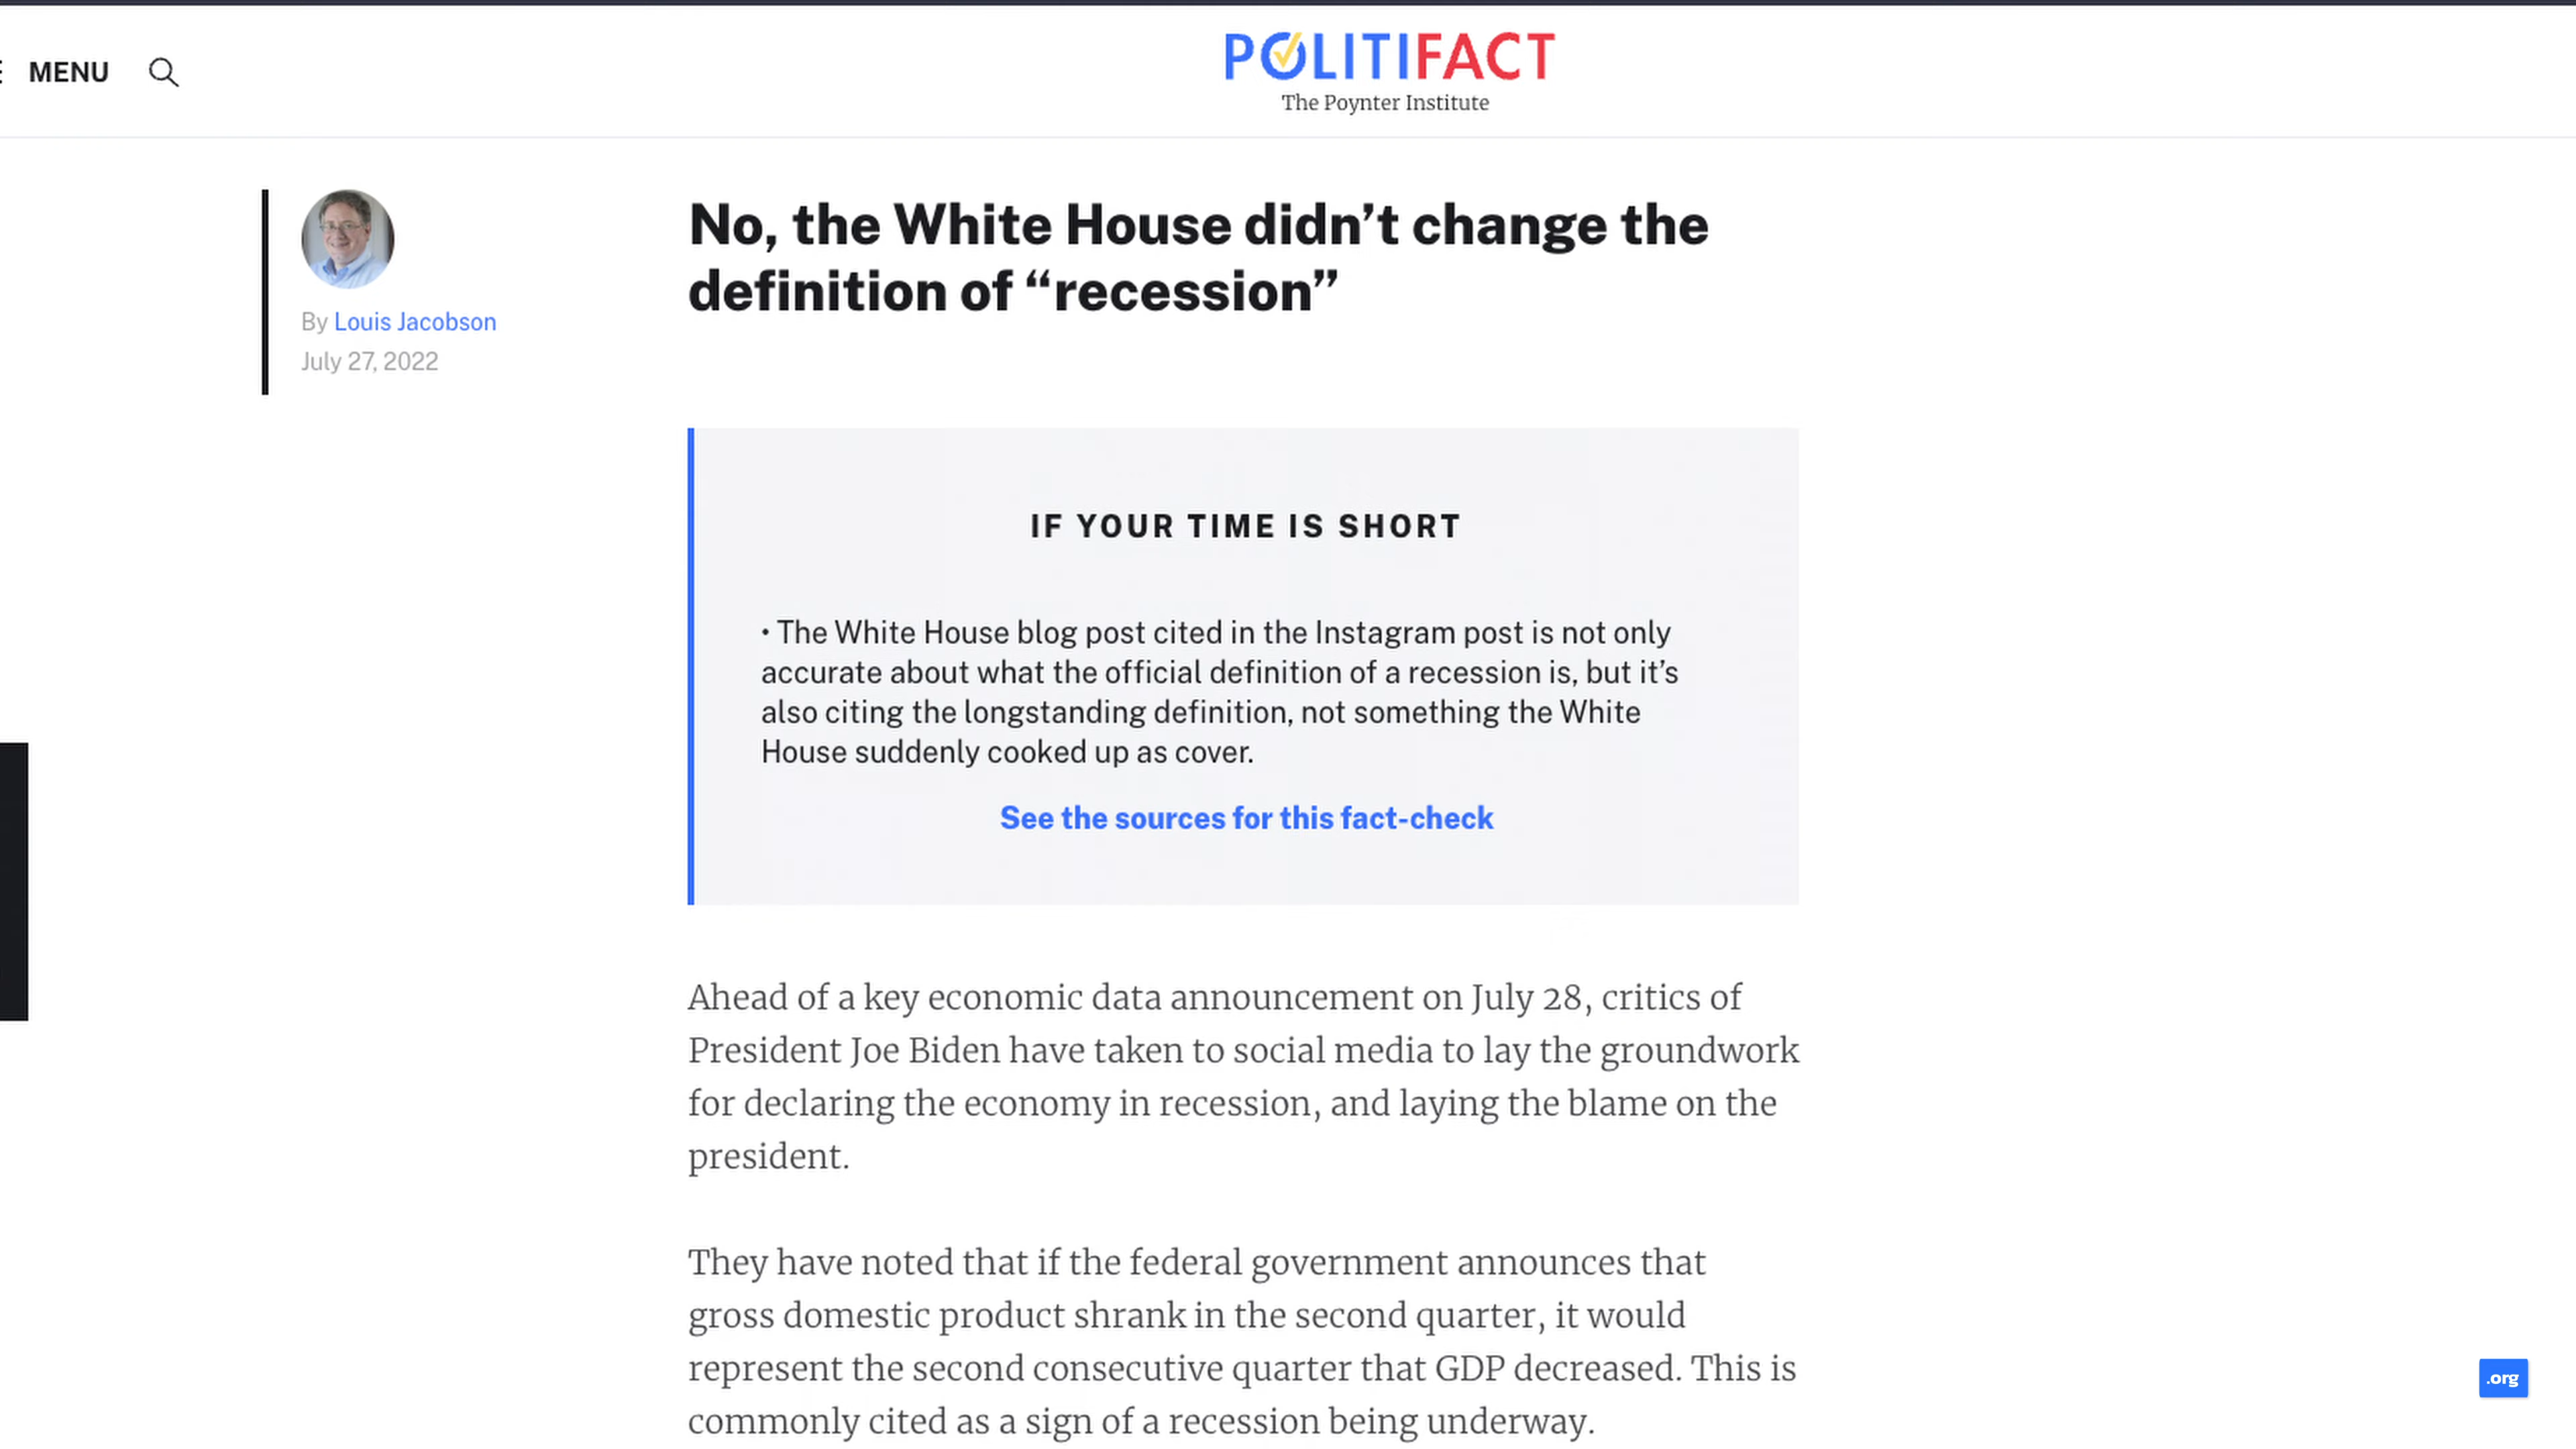 MENU
POLITIFACT
The Poynter Institute
By Louis Jacobson
July 27, 2022
No, the White House didn’t change the
definition of “recession”
IF YOUR TIME IS SHORT
• The White House blog post cited in the Instagram post is not only
accurate about what the official definition of a recession is, but it’s
also citing the longstanding definition, not something the White
House suddenly cooked up as cover.
See the sources for this fact-check
Ahead of a key economic data announcement on July 28, critics of
President Joe Biden have taken to social media to lay the groundwork
for declaring the economy in recession, and laying the blame on the
president.
They have noted that if the federal government announces that
gross domestic product shrank in the second quarter, it would
represent the second consecutive quarter that GDP decreased. This is
commonly cited as a sign of a recession being underway.
.org